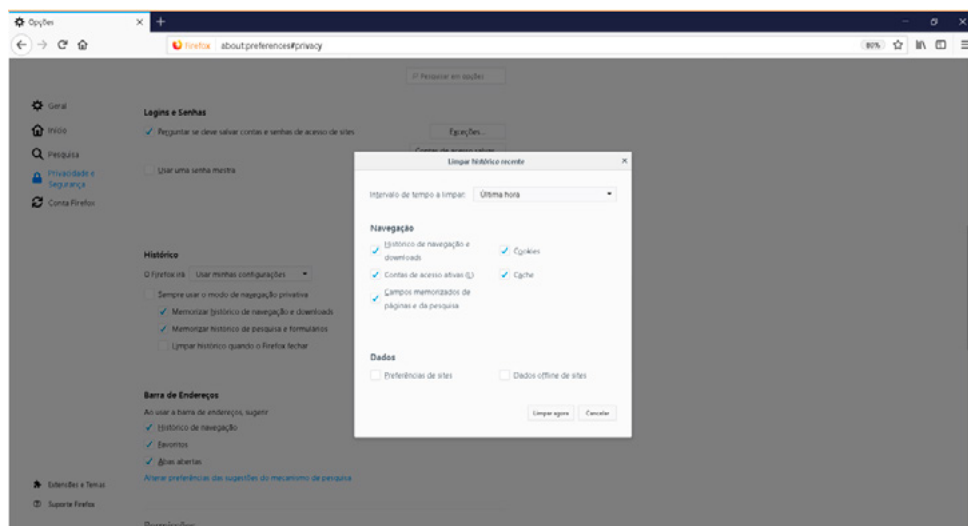 Opções
Firefox about:preferences#privacy
80%
Pesquisar em opções
Geral
Início
Pesquisa
Privacidade e
Segurança
Conta Firefox
Extensões e Temas
Suporte Firefox
Logins e Senhas
Perguntar se deve salvar contas e senhas de acesso de sites
Exceções...
Contas de acesso salvas
Usar uma senha mestra
Histórico
O Firefox irá Usar minhas configurações
Sempre usar o modo de navegação privativa
Memorizar histórico de navegação e downloads
Memorizar histórico de pesquisa e formulários
Limpar histórico quando o Firefox fechar
Barra de Endereços
Ao usar a barra de endereços, sugerir
Histórico de navegação
Favoritos
Abas abertas
Alterar preferências das sugestões do mecanismo de pesquisa
Permissões
Limpar histórico recente
Intervalo de tempo a limpar: Última hora
Navegação
Histórico de navegação e
downloads
Cookies
Contas de acesso ativas (L)
Cache
Campos memorizados de
páginas e da pesquisa
Dados
Preferências de sites
Dados offline de sites
Limpar agora
Cancelar